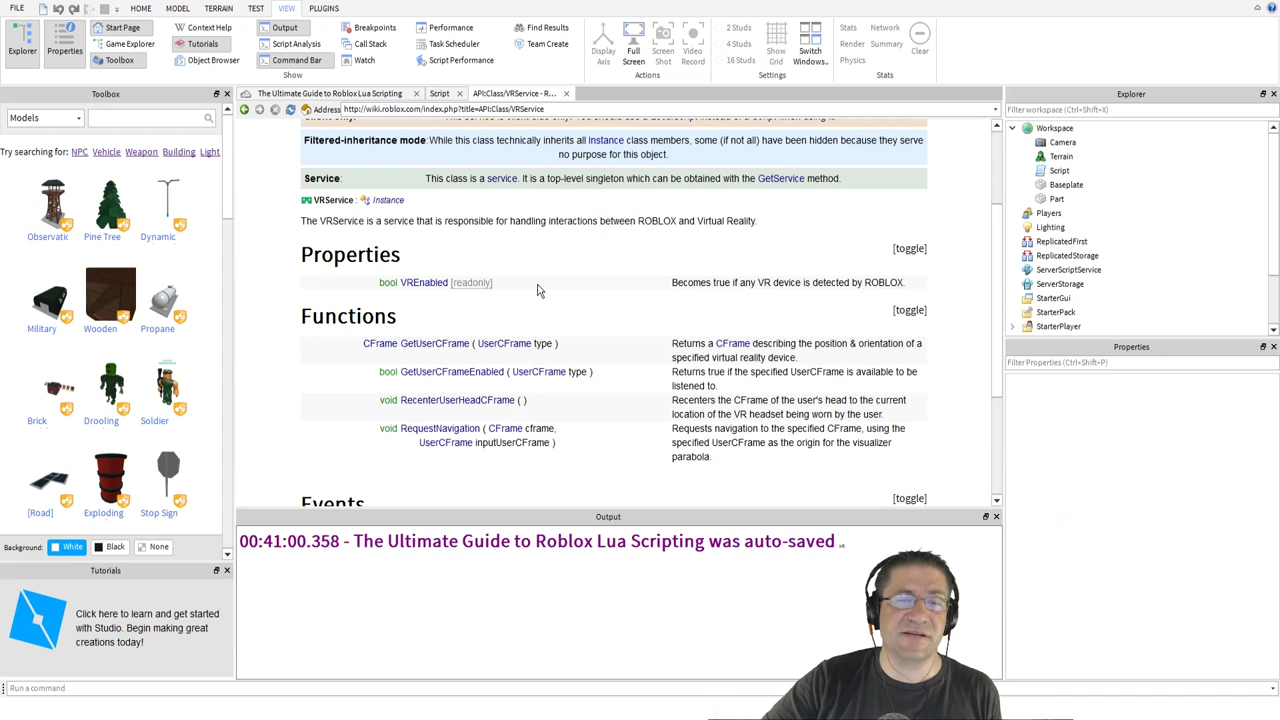 FILE
HOME
MODEL
TERRAIN
TEST
VIEW
PLUGINS
Explorer
Properties
Start Page
Game Explorer
Toolbox
Context Help
Tutorials
Object Browser
Output
Script Analysis
Command Bar
Breakpoints
Call Stack
Watch
Performance
Task Scheduler
Script Performance
Find Results
Team Create
Show
Display Axis
Full Screen
Screen Shot
Video Record
Actions
2 Studs
4 Studs
16 Studs
Show Grid
Switch Windows
Settings
Stats
Render
Physics
Network
Summary
Clear
Stats
Toolbox
Models
Try searching for: NPC Vehicle Weapon Building Light
Observatic
Pine Tree
Dynamic
Military
Wooden
Propane
Brick
Drooling
Soldier
[Road]
Exploding
Stop Sign
Background: White Black None
Tutorials
Click here to learn and get started
with Studio. Begin making great
creations today!
The Ultimate Guide to Roblox Lua Scripting
Script
API:Class/VRService - R...
Address http://wiki.roblox.com/index.php?title=API:Class/VRService
Filtered-inheritance mode: While this class technically inherits all Instance class members, some (if not all) have been hidden because they serve
no purpose for this object.
Service: This class is a service. It is a top-level singleton which can be obtained with the GetService method.
VRService : Instance
The VRService is a service that is responsible for handling interactions between ROBLOX and Virtual Reality.
Properties [toggle]
bool VREnabled [readonly] Becomes true if any VR device is detected by ROBLOX.
Functions [toggle]
CFrame GetUserCFrame ( UserCFrame type ) Returns a CFrame describing the position & orientation of a
specified virtual reality device.
bool GetUserCFrameEnabled ( UserCFrame type ) Returns true if the specified UserCFrame is available to be
listened to.
void RecenterUserHeadCFrame ( ) Recenters the CFrame of the user's head to the current
location of the VR headset being worn by the user.
void RequestNavigation ( CFrame cframe, Requests navigation to the specified CFrame, using the
UserCFrame inputUserCFrame ) specified UserCFrame as the origin for the visualizer
parabola.
Events [toggle]
Output
00:41:00.358 - The Ultimate Guide to Roblox Lua Scripting was auto-saved
Explorer
Filter workspace (Ctrl+Shift+X)
Workspace
Camera
Terrain
Script
Baseplate
Part
Players
Lighting
ReplicatedFirst
ReplicatedStorage
ServerScriptService
ServerStorage
StarterGui
StarterPack
StarterPlayer
Properties
Filter Properties (Ctrl+Shift+P)
Run a command